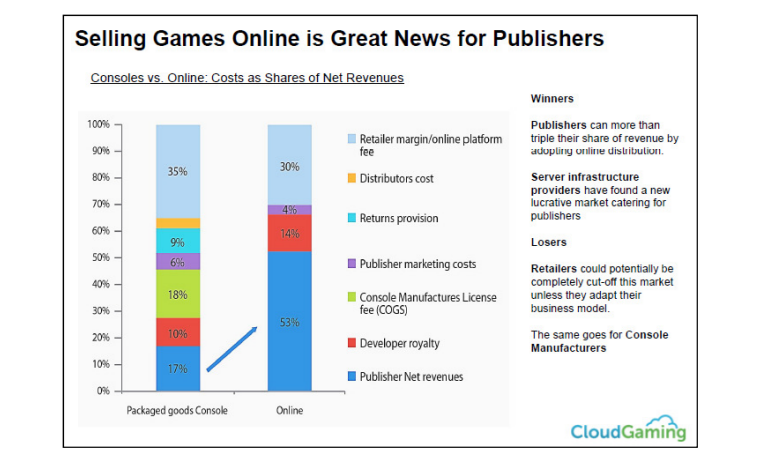 Selling Games Online is Great News for Publishers
Consoles vs. Online: Costs as Shares of Net Revenues
100%
90%
80%
70%
60%
50%
40%
30%
20%
10%
0%
35%
9%
6%
18%
10%
17%
Packaged goods Console
30%
4%
14%
53%
Online
Retailer margin/online platform
fee
Distributors cost
Returns provision
Publisher marketing costs
Console Manufactures License
fee (COGS)
Developer royalty
Publisher Net revenues
Winners
Publishers can more than
triple their share of revenue by
adopting online distribution.
Server infrastructure
providers have found a new
lucrative market catering for
publishers
Losers
Retailers could potentially be
completely cut-off this market
unless they adapt their
business model.
The same goes for Console
Manufacturers
CloudGaming